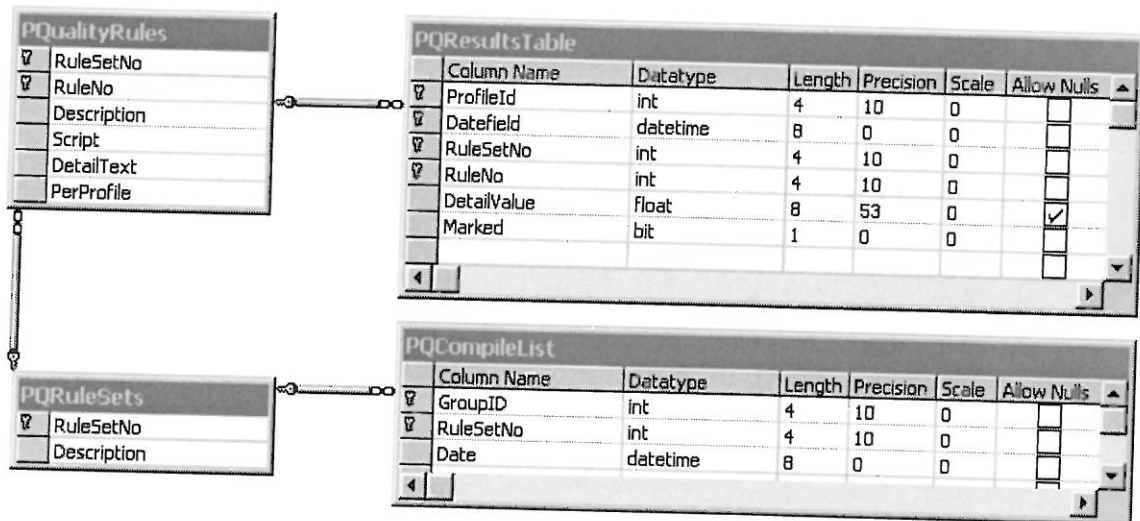 PQualityRules
RuleSetNo
RuleNo
Description
Script
DetailText
PerProfile
PQResultsTable
Column Name Datatype Length Precision Scale Allow Nulls
ProfileId int 4 10 0
Datefield datetime 8 0 0
RuleSetNo int 4 10 0
RuleNo int 4 10 0
DetailValue float 8 53 0
Marked bit 1 0 0
PQRuleSets
RuleSetNo
Description
PQCompileList
Column Name Datatype Length Precision Scale Allow Nulls
GroupID int 4 10 0
RuleSetNo int 4 10 0
Date datetime 8 0 0